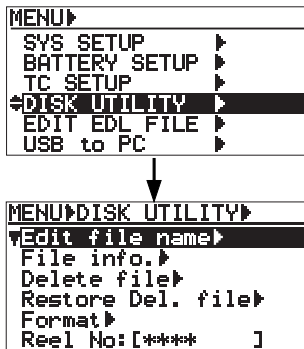 MENU▶
SYS SETUP ▶
BATTERY SETUP ▶
TC SETUP ▶
DISK UTILITY ▶
EDIT EDL FILE ▶
USB to PC ▶
MENU▶DISK UTILITY▶
Edit file name▶
File info.▶
Delete file▶
Restore Del. file▶
Format▶
Reel No:[**** ]